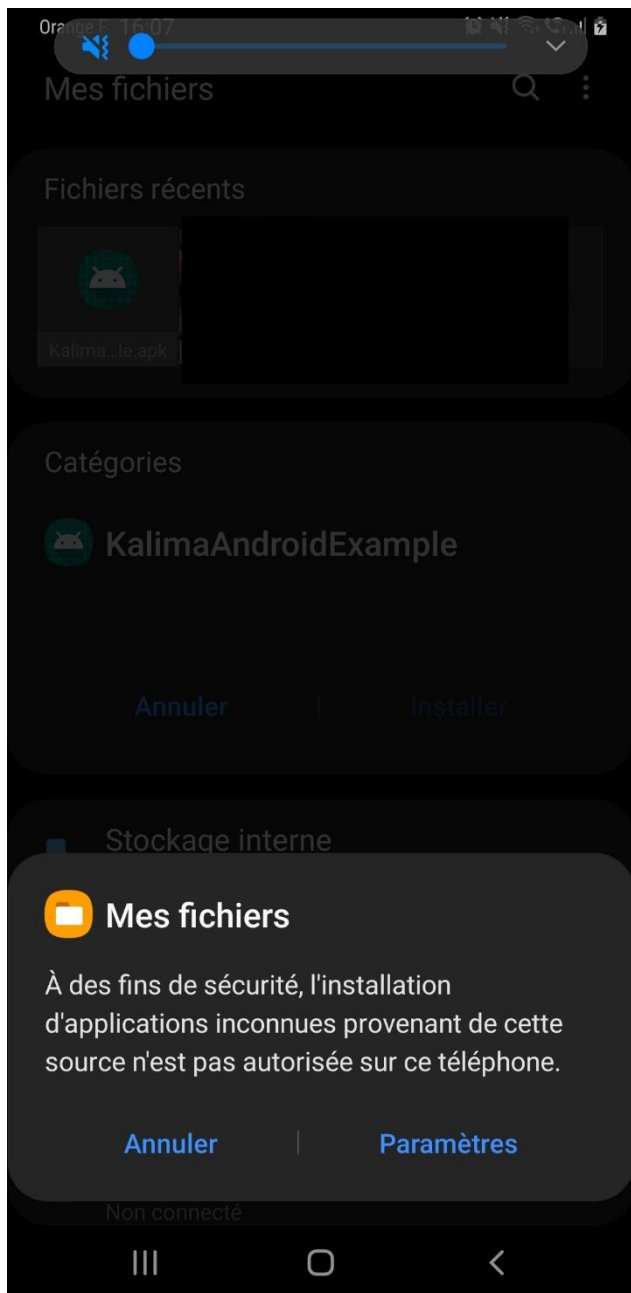 Orange F 16:07
Mes fichiers
Fichiers récents
Kalima...le.apk
Catégories
KalimaAndroidExample
Annuler
Installer
Stockage interne
Mes fichiers
À des fins de sécurité, l'installation
d'applications inconnues provenant de cette
source n'est pas autorisée sur ce téléphone.
Annuler
Paramètres
Non connecté